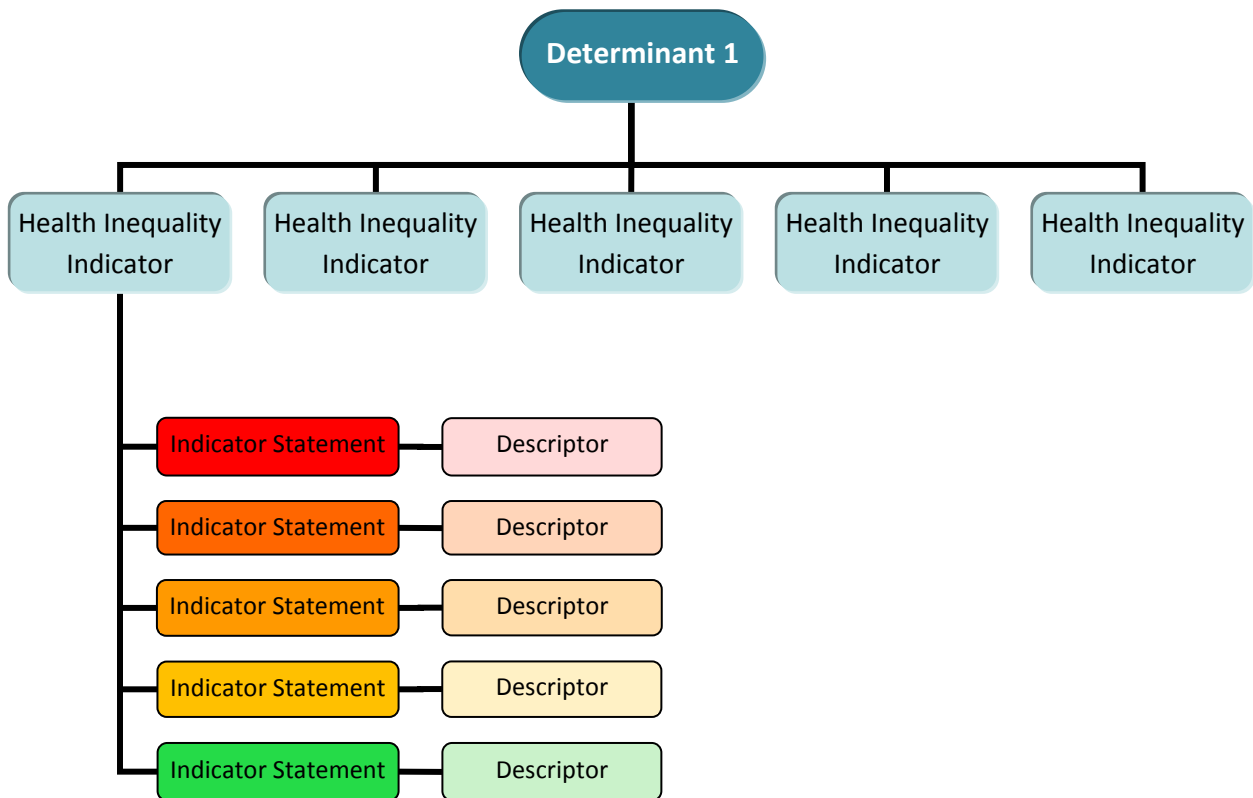 Determinant 1
Health Inequality
Indicator
Health Inequality
Indicator
Health Inequality
Indicator
Health Inequality
Indicator
Health Inequality
Indicator
Indicator Statement
Descriptor
Indicator Statement
Descriptor
Indicator Statement
Descriptor
Indicator Statement
Descriptor
Indicator Statement
Descriptor